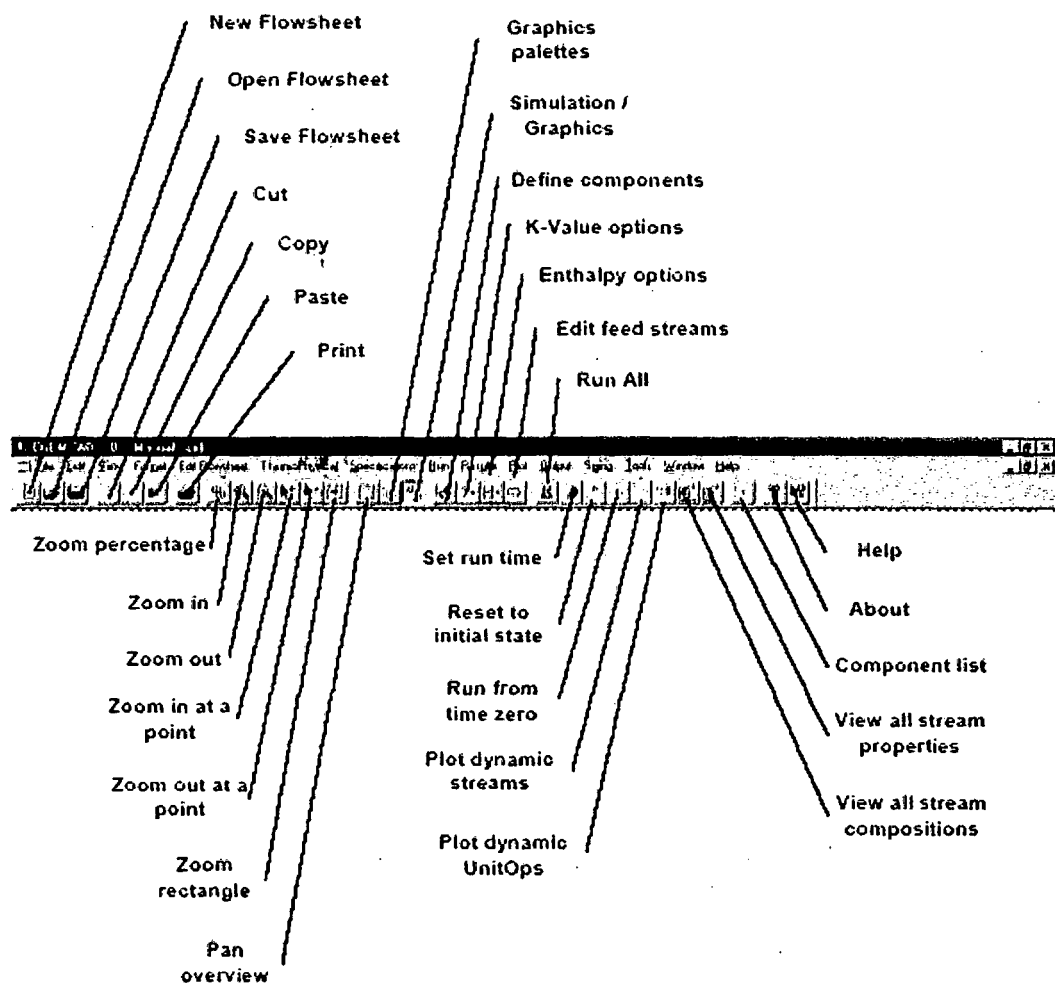 New Flowsheet
Open Flowsheet
Save Flowsheet
Cut
Copy
Paste
Print
Graphics
palettes
Simulation /
Graphics
Define components
K-Value options
Enthalpy options
Edit feed streams
Run All
Window Help
Zoom percentage
Zoom in
Zoom out
Zoom in at a
point
Zoom out at a
point
Zoom
rectangle
Pan
overview
Set run time
Reset to
initial state
Run from
time zero
Plot dynamic
streams
Plot dynamic
UnitOps
Help
About
Component list
View all stream
properties
View all stream
compositions